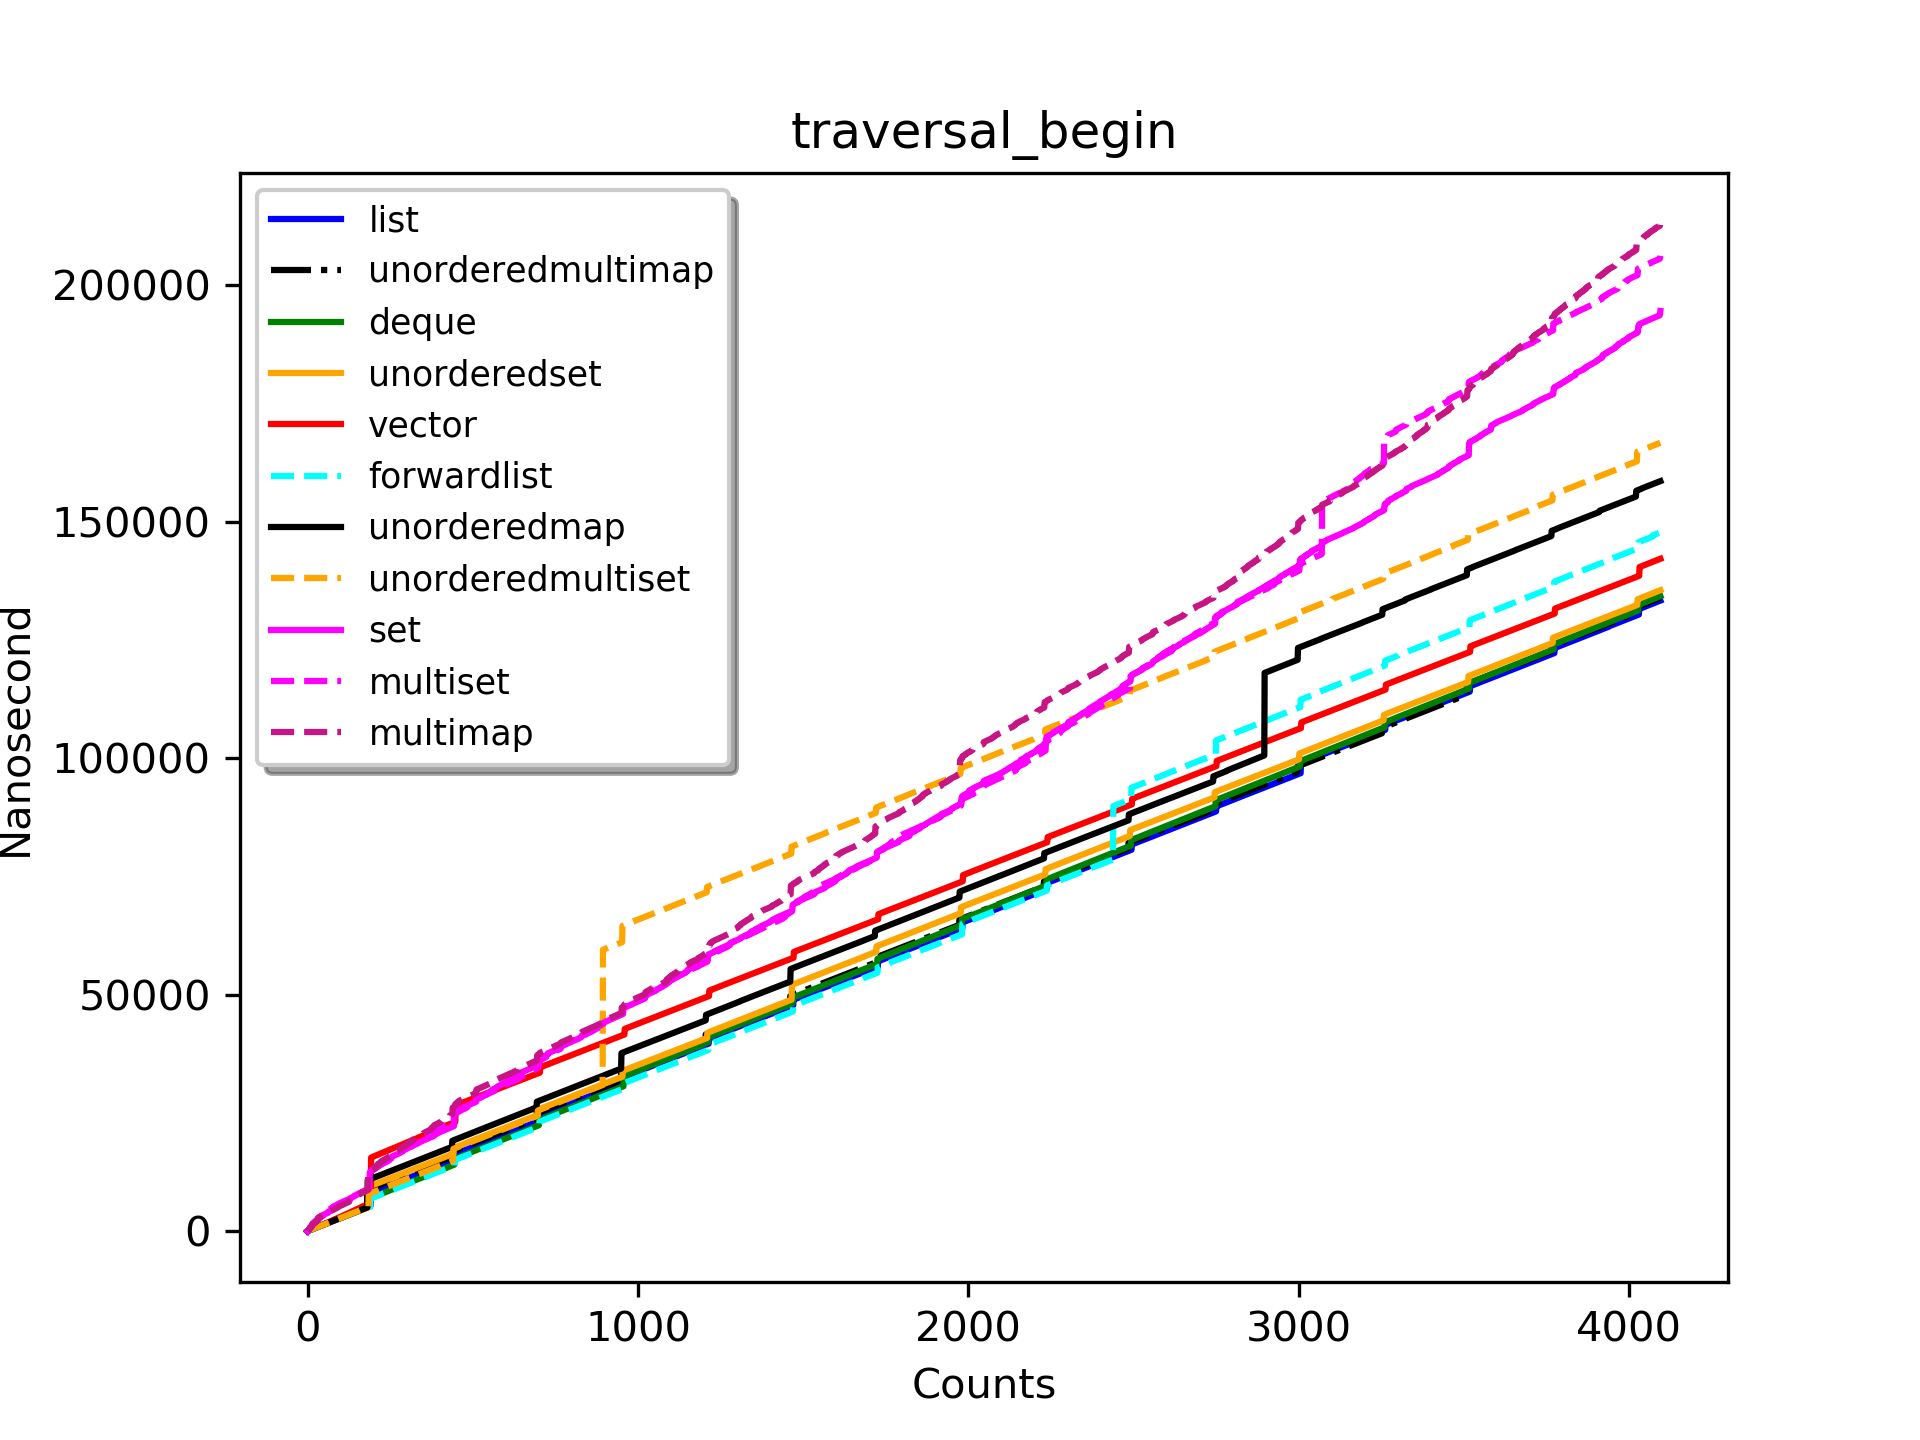 traversal_begin
list
unorderedmultimap
deque
unorderedset
vector
forwardlist
unorderedmap
unorderedmultiset
set
multiset
multimap
200000
150000
100000
50000
0
Nanosecond
0 1000 2000 3000 4000
Counts